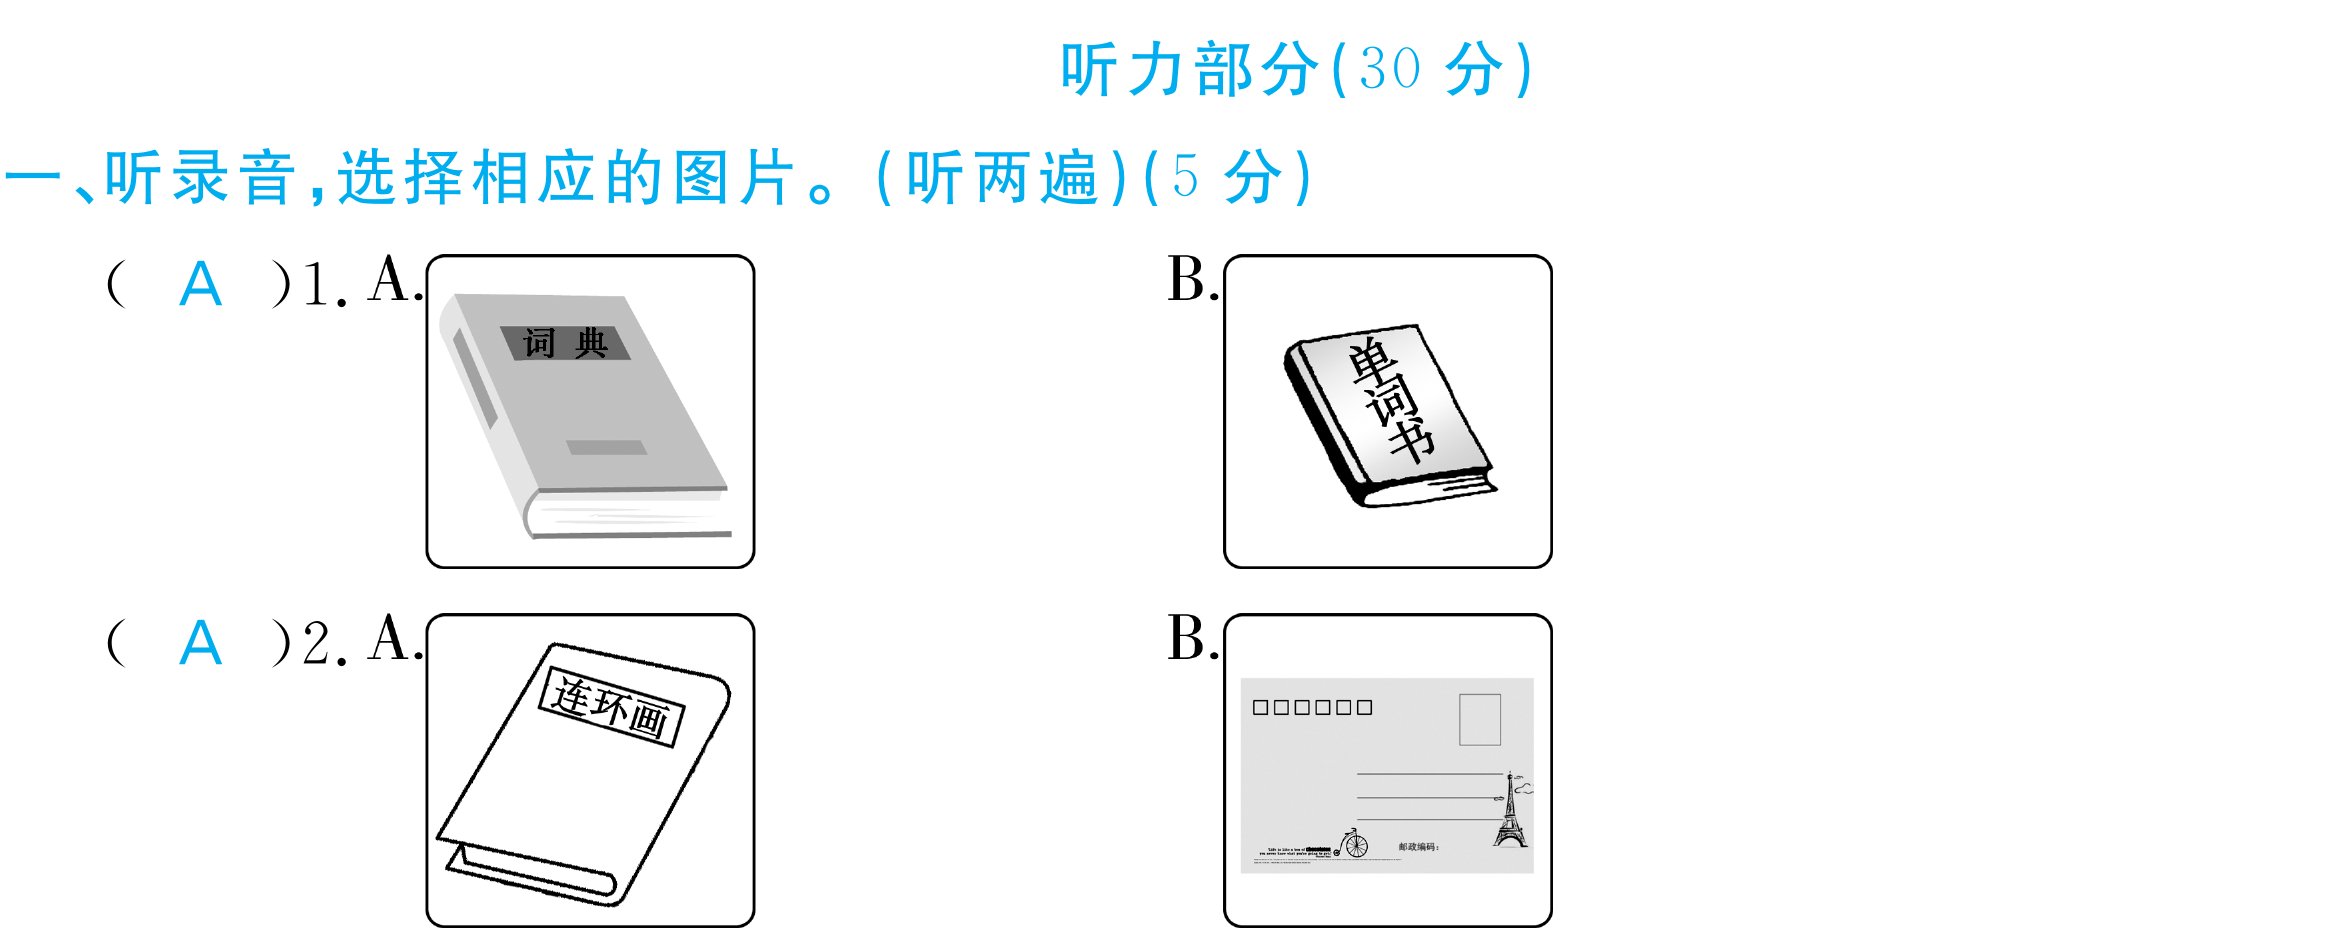 听力部分(30 分)
一、听录音,选择相应的图片。(听两遍)(5 分)
( A )1. A. B.
词 典
单词书
( A )2. A. B.
连环画
邮政编码: